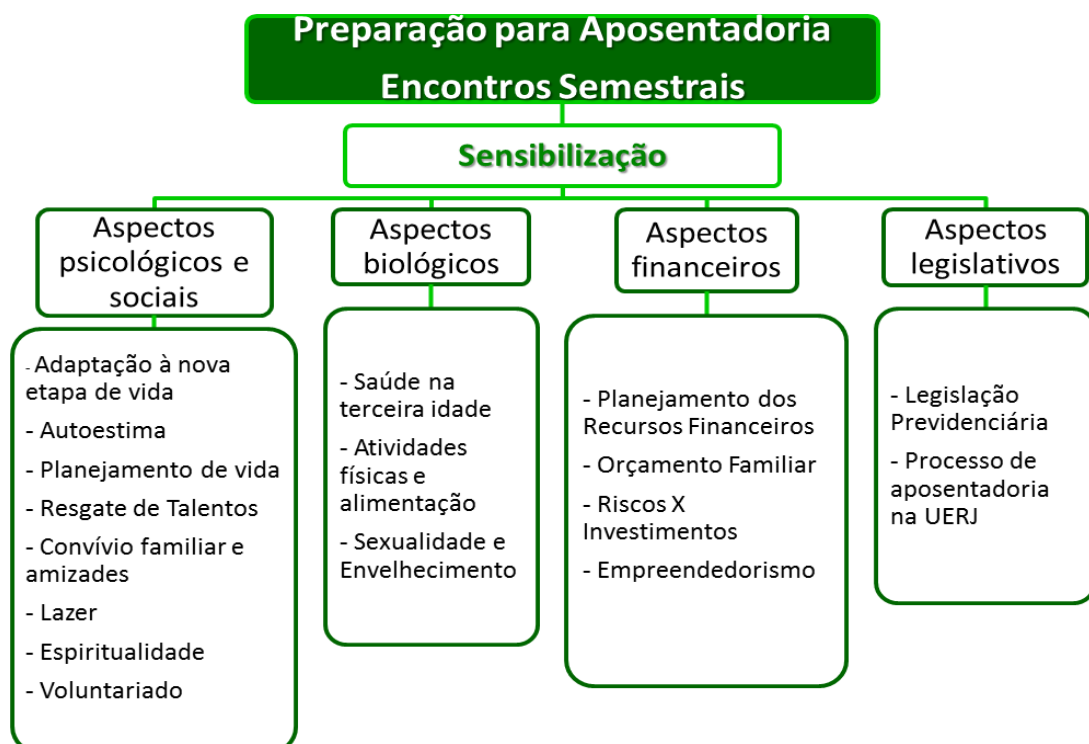 Preparação para Aposentadoria
Encontros Semestrais
Sensibilização
Aspectos
psicológicos e
sociais
- Adaptação à nova
etapa de vida
- Autoestima
- Planejamento de vida
- Resgate de Talentos
- Convívio familiar e
amizades
- Lazer
- Espiritualidade
- Voluntariado
Aspectos
biológicos
- Saúde na
terceira idade
- Atividades
físicas e
alimentação
- Sexualidade e
Envelhecimento
Aspectos
financeiros
- Planejamento dos
Recursos Financeiros
- Orçamento Familiar
- Riscos X
Investimentos
- Empreendedorismo
Aspectos
legislativos
- Legislação
Previdenciária
- Processo de
aposentadoria
na UERJ